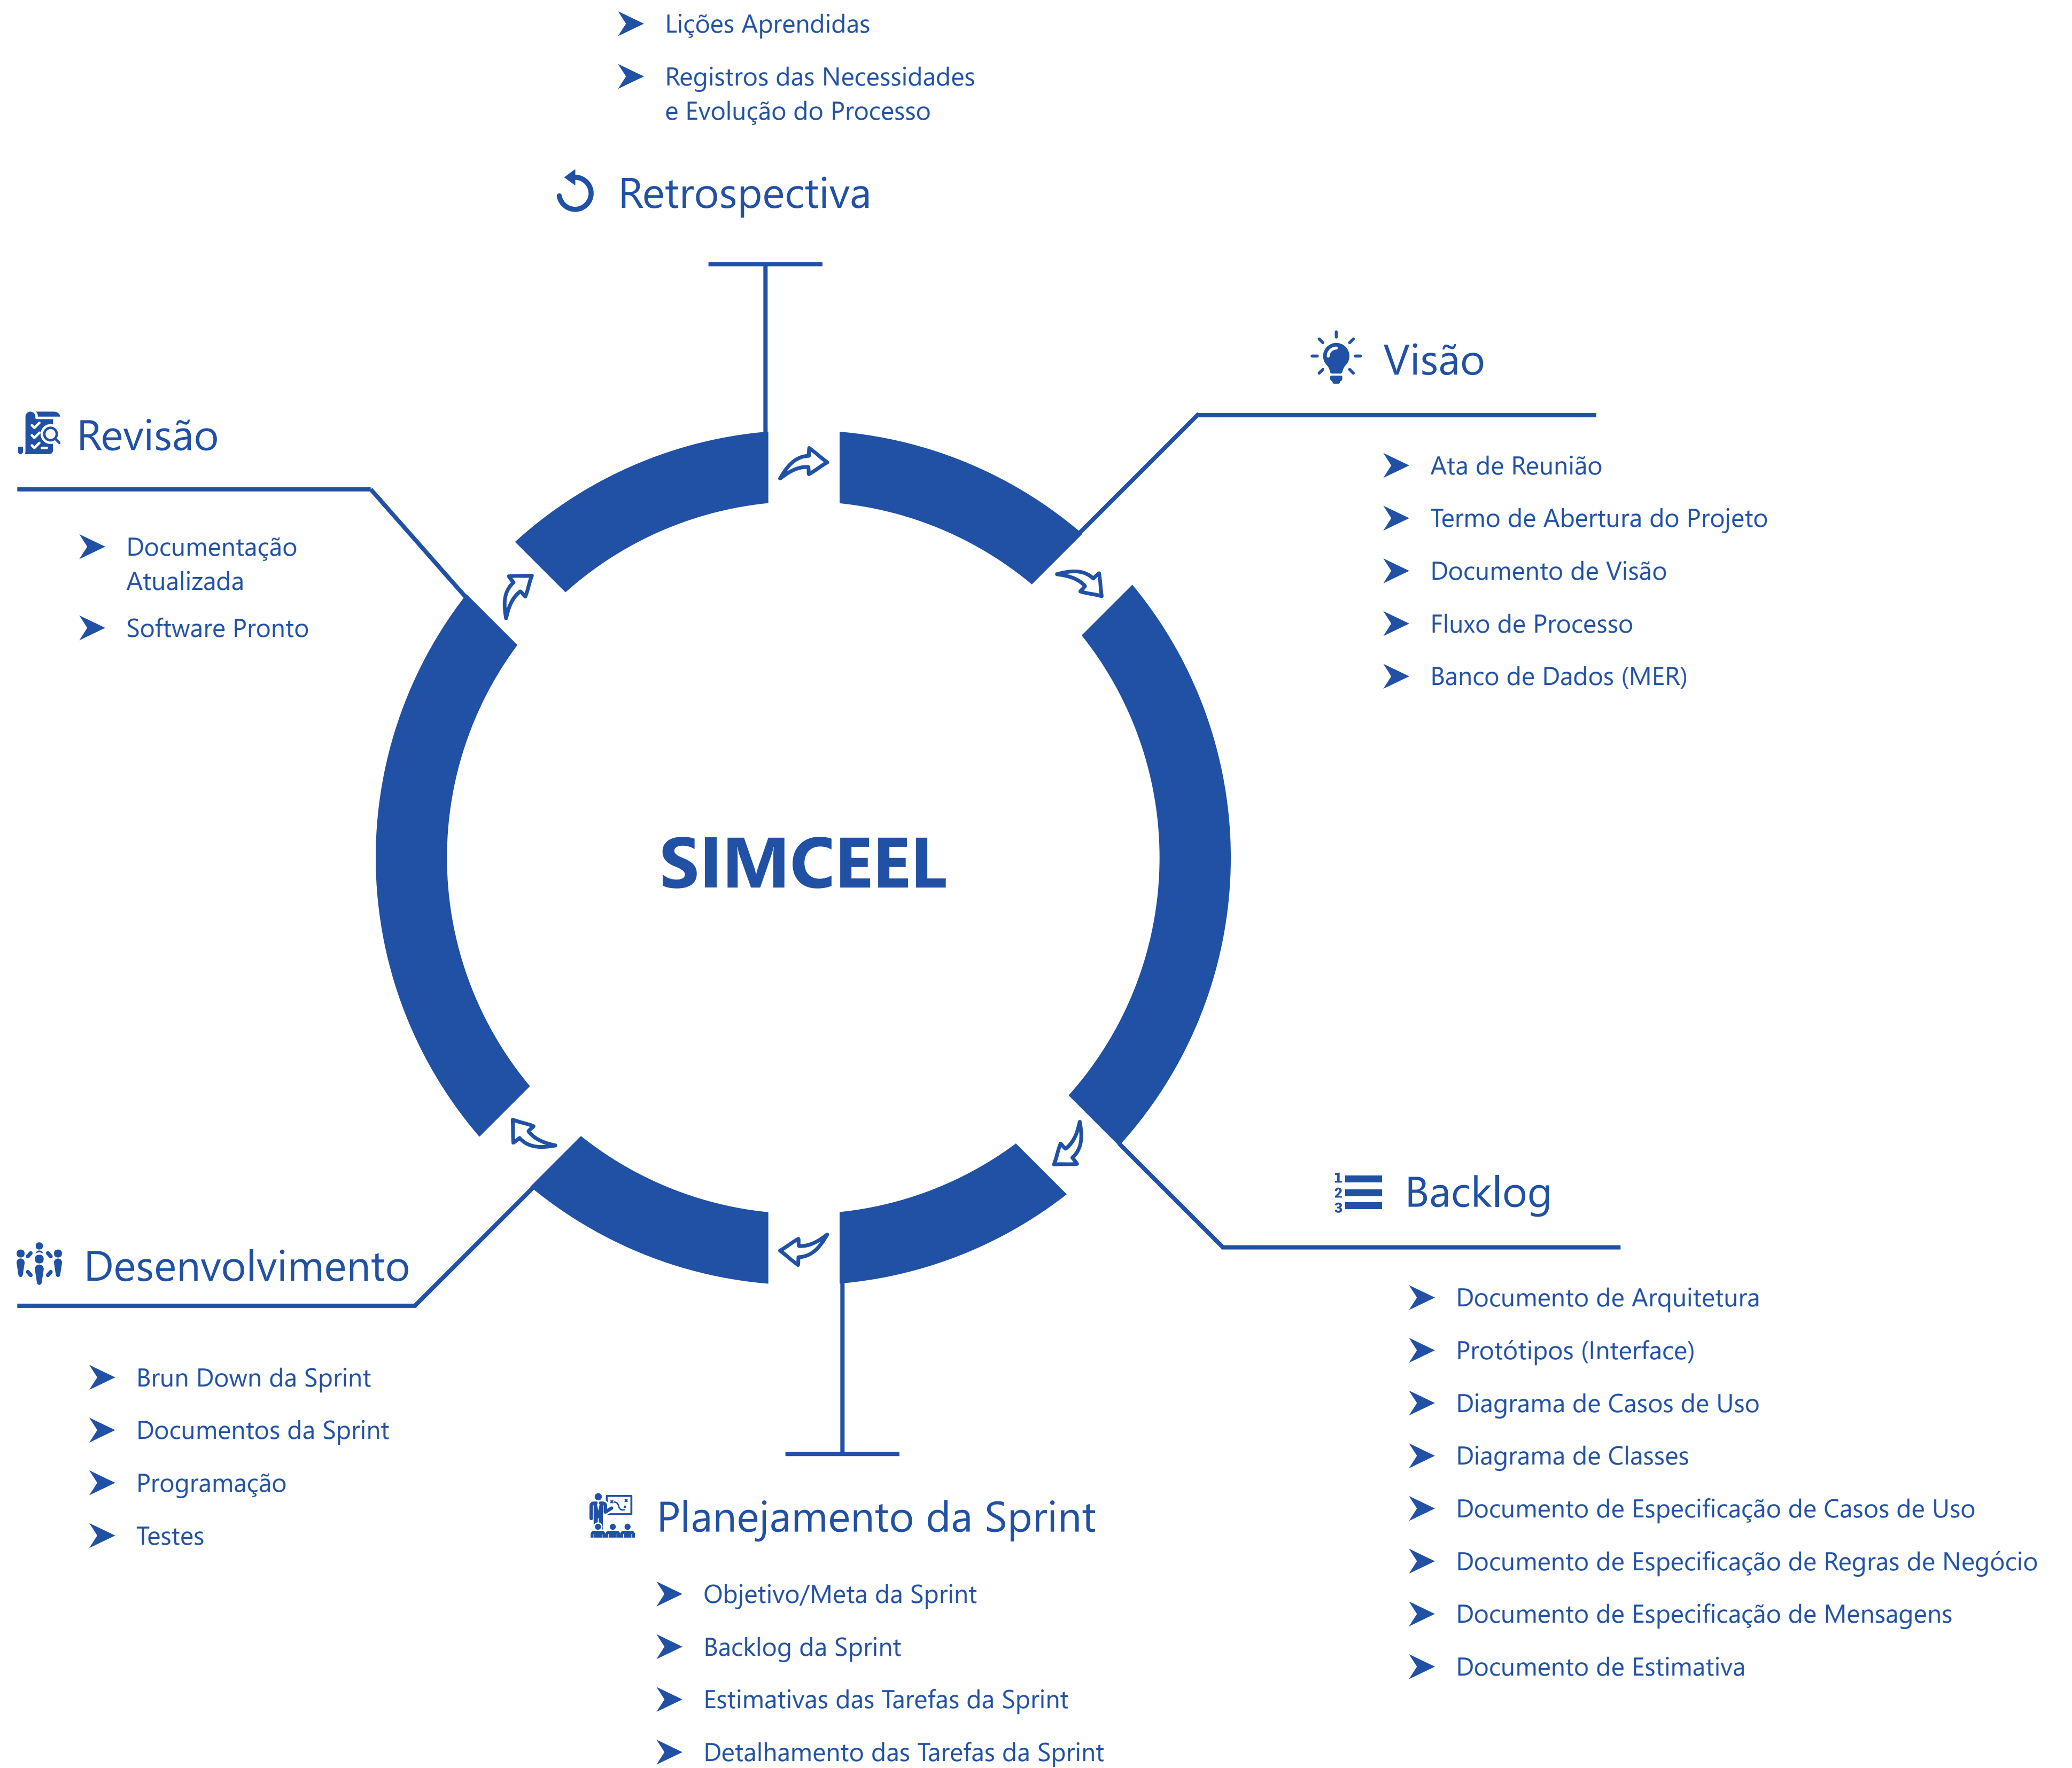 Lições Aprendidas
Registros das Necessidades
e Evolução do Processo
Retrospectiva
Visão
Ata de Reunião
Termo de Abertura do Projeto
Documento de Visão
Fluxo de Processo
Banco de Dados (MER)
Revisão
Documentação
Atualizada
Software Pronto
SIMCEEL
1
2
3
Backlog
Documento de Arquitetura
Protótipos (Interface)
Diagrama de Casos de Uso
Diagrama de Classes
Documento de Especificação de Casos de Uso
Documento de Especificação de Regras de Negócio
Documento de Especificação de Mensagens
Documento de Estimativa
Desenvolvimento
Brun Down da Sprint
Documentos da Sprint
Programação
Testes
Planejamento da Sprint
Objetivo/Meta da Sprint
Backlog da Sprint
Estimativas das Tarefas da Sprint
Detalhamento das Tarefas da Sprint